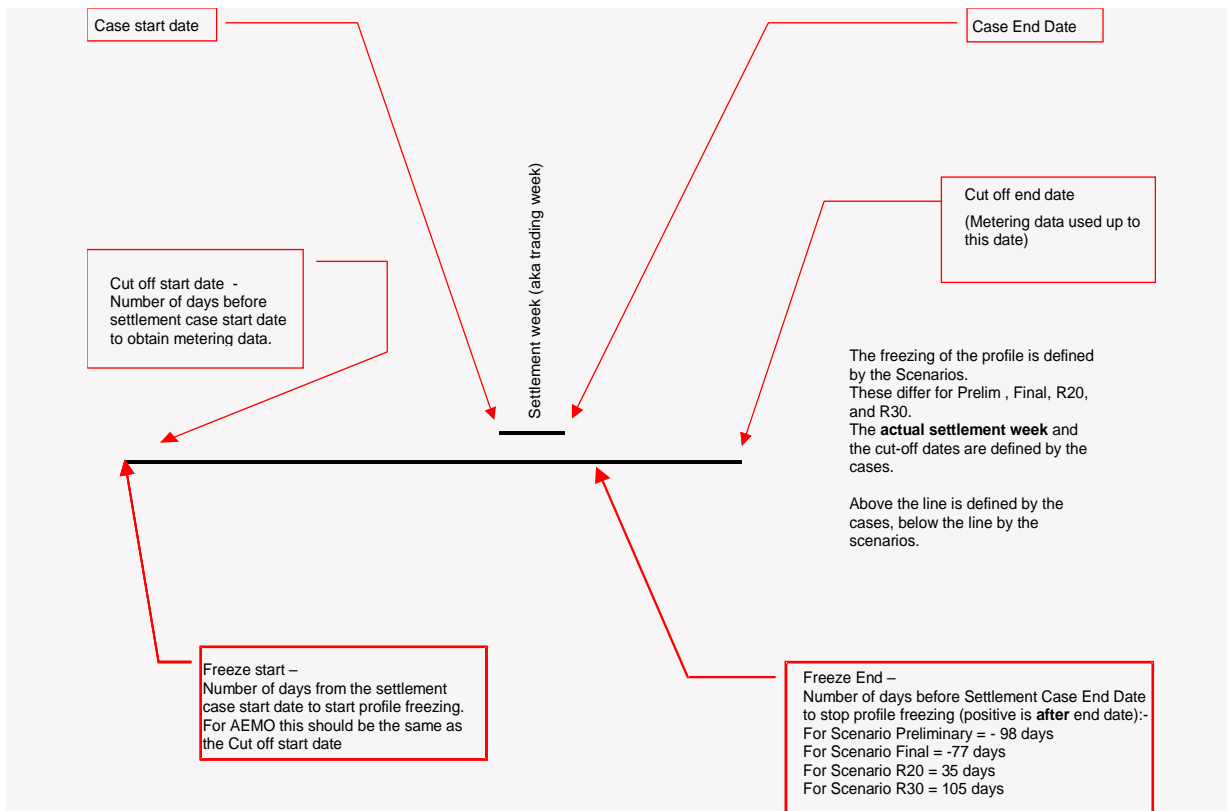 Case start date
Case End Date
Settlement week (aka trading week)
Cut off end date
(Metering data used up to
this date)
Cut off start date -
Number of days before
settlement case start date
to obtain metering data.
The freezing of the profile is defined
by the Scenarios.
These differ for Prelim , Final, R20,
and R30.
The actual settlement week and
the cut-off dates are defined by the
cases.
Above the line is defined by the
cases, below the line by the
scenarios.
Freeze start –
Number of days from the settlement
case start date to start profile freezing.
For AEMO this should be the same as
the Cut off start date
Freeze End –
Number of days before Settlement Case End Date
to stop profile freezing (positive is after end date):-
For Scenario Preliminary = - 98 days
For Scenario Final = -77 days
For Scenario R20 = 35 days
For Scenario R30 = 105 days